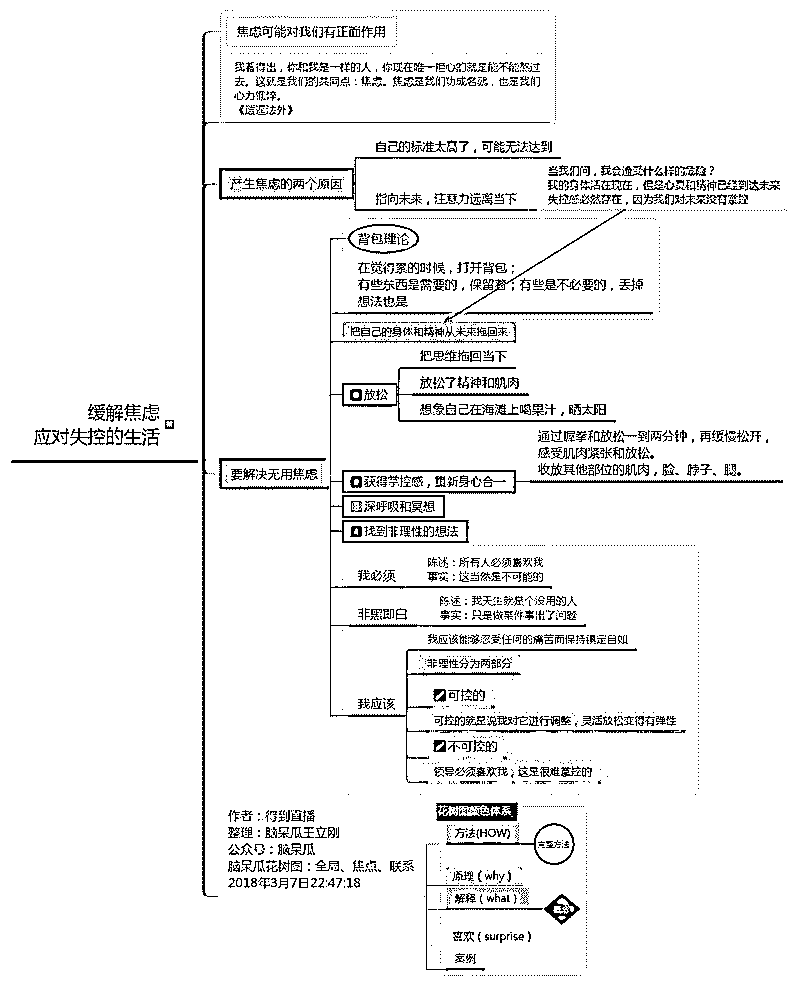 缓解焦虑
应对失控的生活
焦虑可能对我们有正面作用
我看得出，你和我是一样的人，你现在唯一担心的就是能不能熬过
去。这就是我们的共同点：焦虑。焦虑是我们功成名就，也是我们
心力憔悴。
《逍遥法外》
产生焦虑的两个原因
自己的标准太高了，可能无法达到
指向未来，注意力远离当下
当我们问，我会遭受什么样的危险？
我的身体活在现在，但是心灵和精神已经到达未来
失控感必然存在，因为我们对未来没有掌控
要解决无用焦虑
背包理论
在觉得累的时候，打开背包；
有些东西是需要的，保留着；有些是不必要的，丢掉
想法也是
把自己的身体和精神从未来拖回来
放松
把思维拖回当下
放松了精神和肌肉
想象自己在海滩上喝果汁，晒太阳
获得掌控感，重新身心合一
通过握拳和放松一到两分钟，再缓慢松开，
感受肌肉紧张和放松。
收放其他部位的肌肉，脸、脖子、腿。
深呼吸和冥想
找到非理性的想法
我必须
陈述：所有人必须喜欢我
事实：这当然是不可能的
非黑即白
陈述：我天生就是个没用的人
事实：只是做某件事出了问题
我应该
我应该能够忍受任何的痛苦而保持镇定自如
非理性分为两部分
可控的
可控的就是说我对它进行调整，灵活放松变得有弹性
不可控的
领导必须喜欢我，这是很难掌控的
作者：得到直播
整理：脑呆瓜王立刚
公众号：脑呆瓜
脑呆瓜花树图：全局、焦点、联系
2018年3月7日22:47:18
花树图颜色体系
方法(HOW)
完整方法
原理（why）
解释（what）
喜欢（surprise）
案例